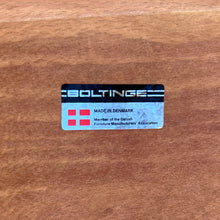 BOLTINGE
MADE IN DENMARK
Member of the Danish
Furniture Manufacturers' Association